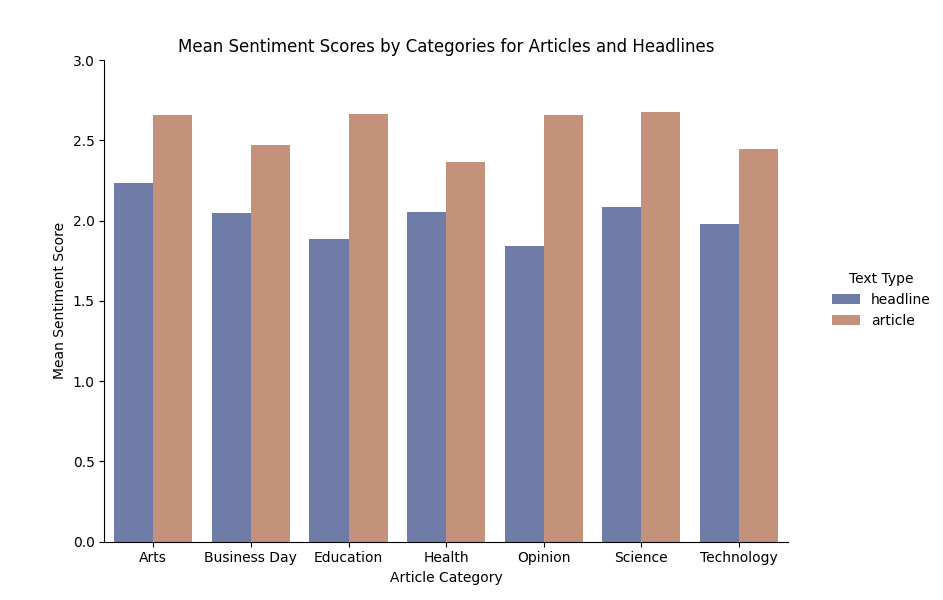 Mean Sentiment Scores by Categories for Articles and Headlines
3.0
2.5
2.0
1.5
1.0
0.5
0.0
Mean Sentiment Score
Arts
Business Day
Education
Health
Opinion
Science
Technology
Article Category
Text Type
headline
article